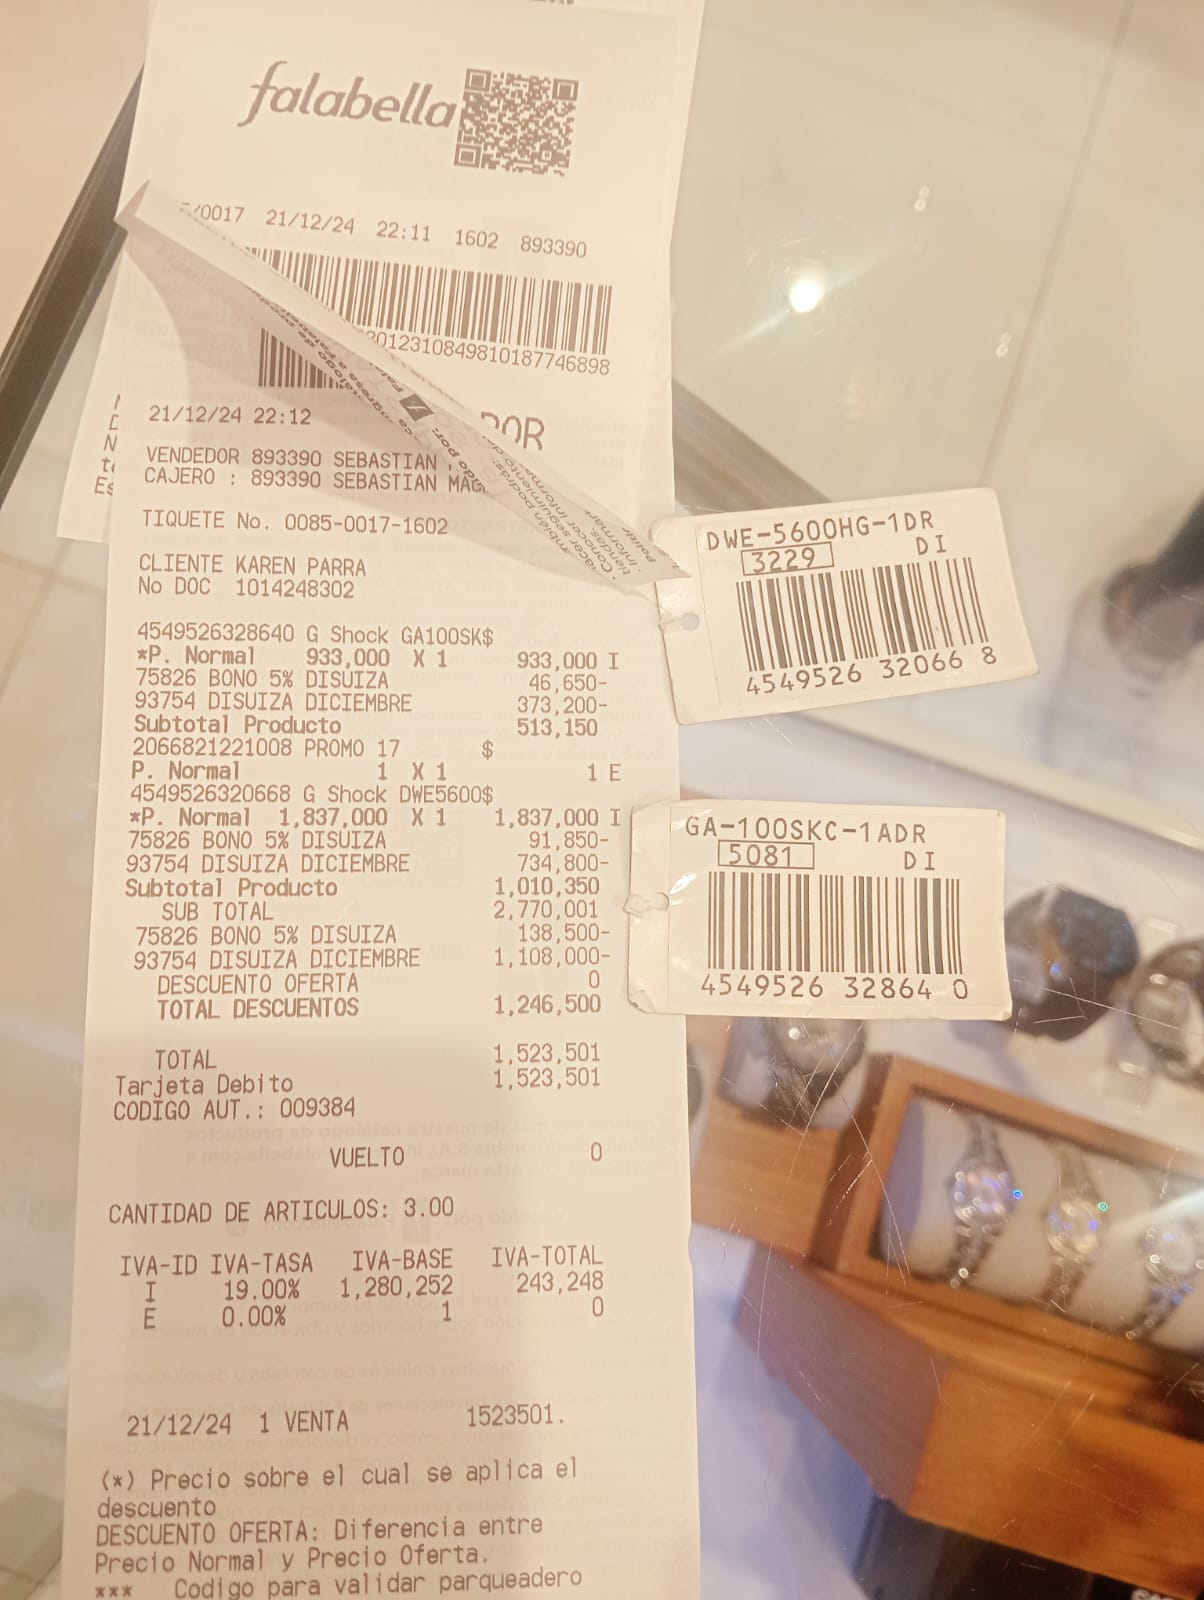 falabella
/0017 21/12/24 22:11 1602 893390
01231084981018774 6898
POR
21/12/24 22:12
VENDEDOR 893390 SEBASTIAN
CAJERO : 893390 SEBASTIAN MAG
TIQUETE No. 0085-0017-1602
CLIENTE KAREN PARRA
No DOC 1014248302
4549526328640 G Shock GA100SK$
*P. Normal 933,000 X 1 933,000 I
75826 BONO 5% DISUIZA 46,650-
93754 DISUIZA DICIEMBRE 373,200-
Subtotal Producto 513,150
2066821221008 PROMO 17 $
P. Normal 1 X 1 1 E
4549526320668 G Shock DWE5600$
*P. Normal 1,837,000 X 1 1,837,000 I
75826 BONO 5% DISUIZA 91,850-
93754 DISUIZA DICIEMBRE 734,800-
Subtotal Producto 1,010,350
SUB TOTAL 2,770,001
75826 BONO 5% DISUIZA 138,500-
93754 DISUIZA DICIEMBRE 1,108,000-
DESCUENTO OFERTA 0
TOTAL DESCUENTOS 1,246,500
TOTAL 1,523,501
Tarjeta Debito 1,523,501
CODIGO AUT.: 009384
VUELTO 0
CANTIDAD DE ARTICULOS: 3.00
IVA-ID IVA-TASA IVA-BASE IVA-TOTAL
I 19.00% 1,280,252 243,248
E 0.00% 1 0
21/12/24 1 VENTA 1523501.
(*) Precio sobre el cual se aplica el
descuento
DESCUENTO OFERTA: Diferencia entre
Precio Normal y Precio Oferta.
*** Codigo para validar parqueadero
DWE-5600HG-1DR
3229 DI
4549526 32066 8
GA-100SKC-1ADR
5081 DI
4549526 32864 0